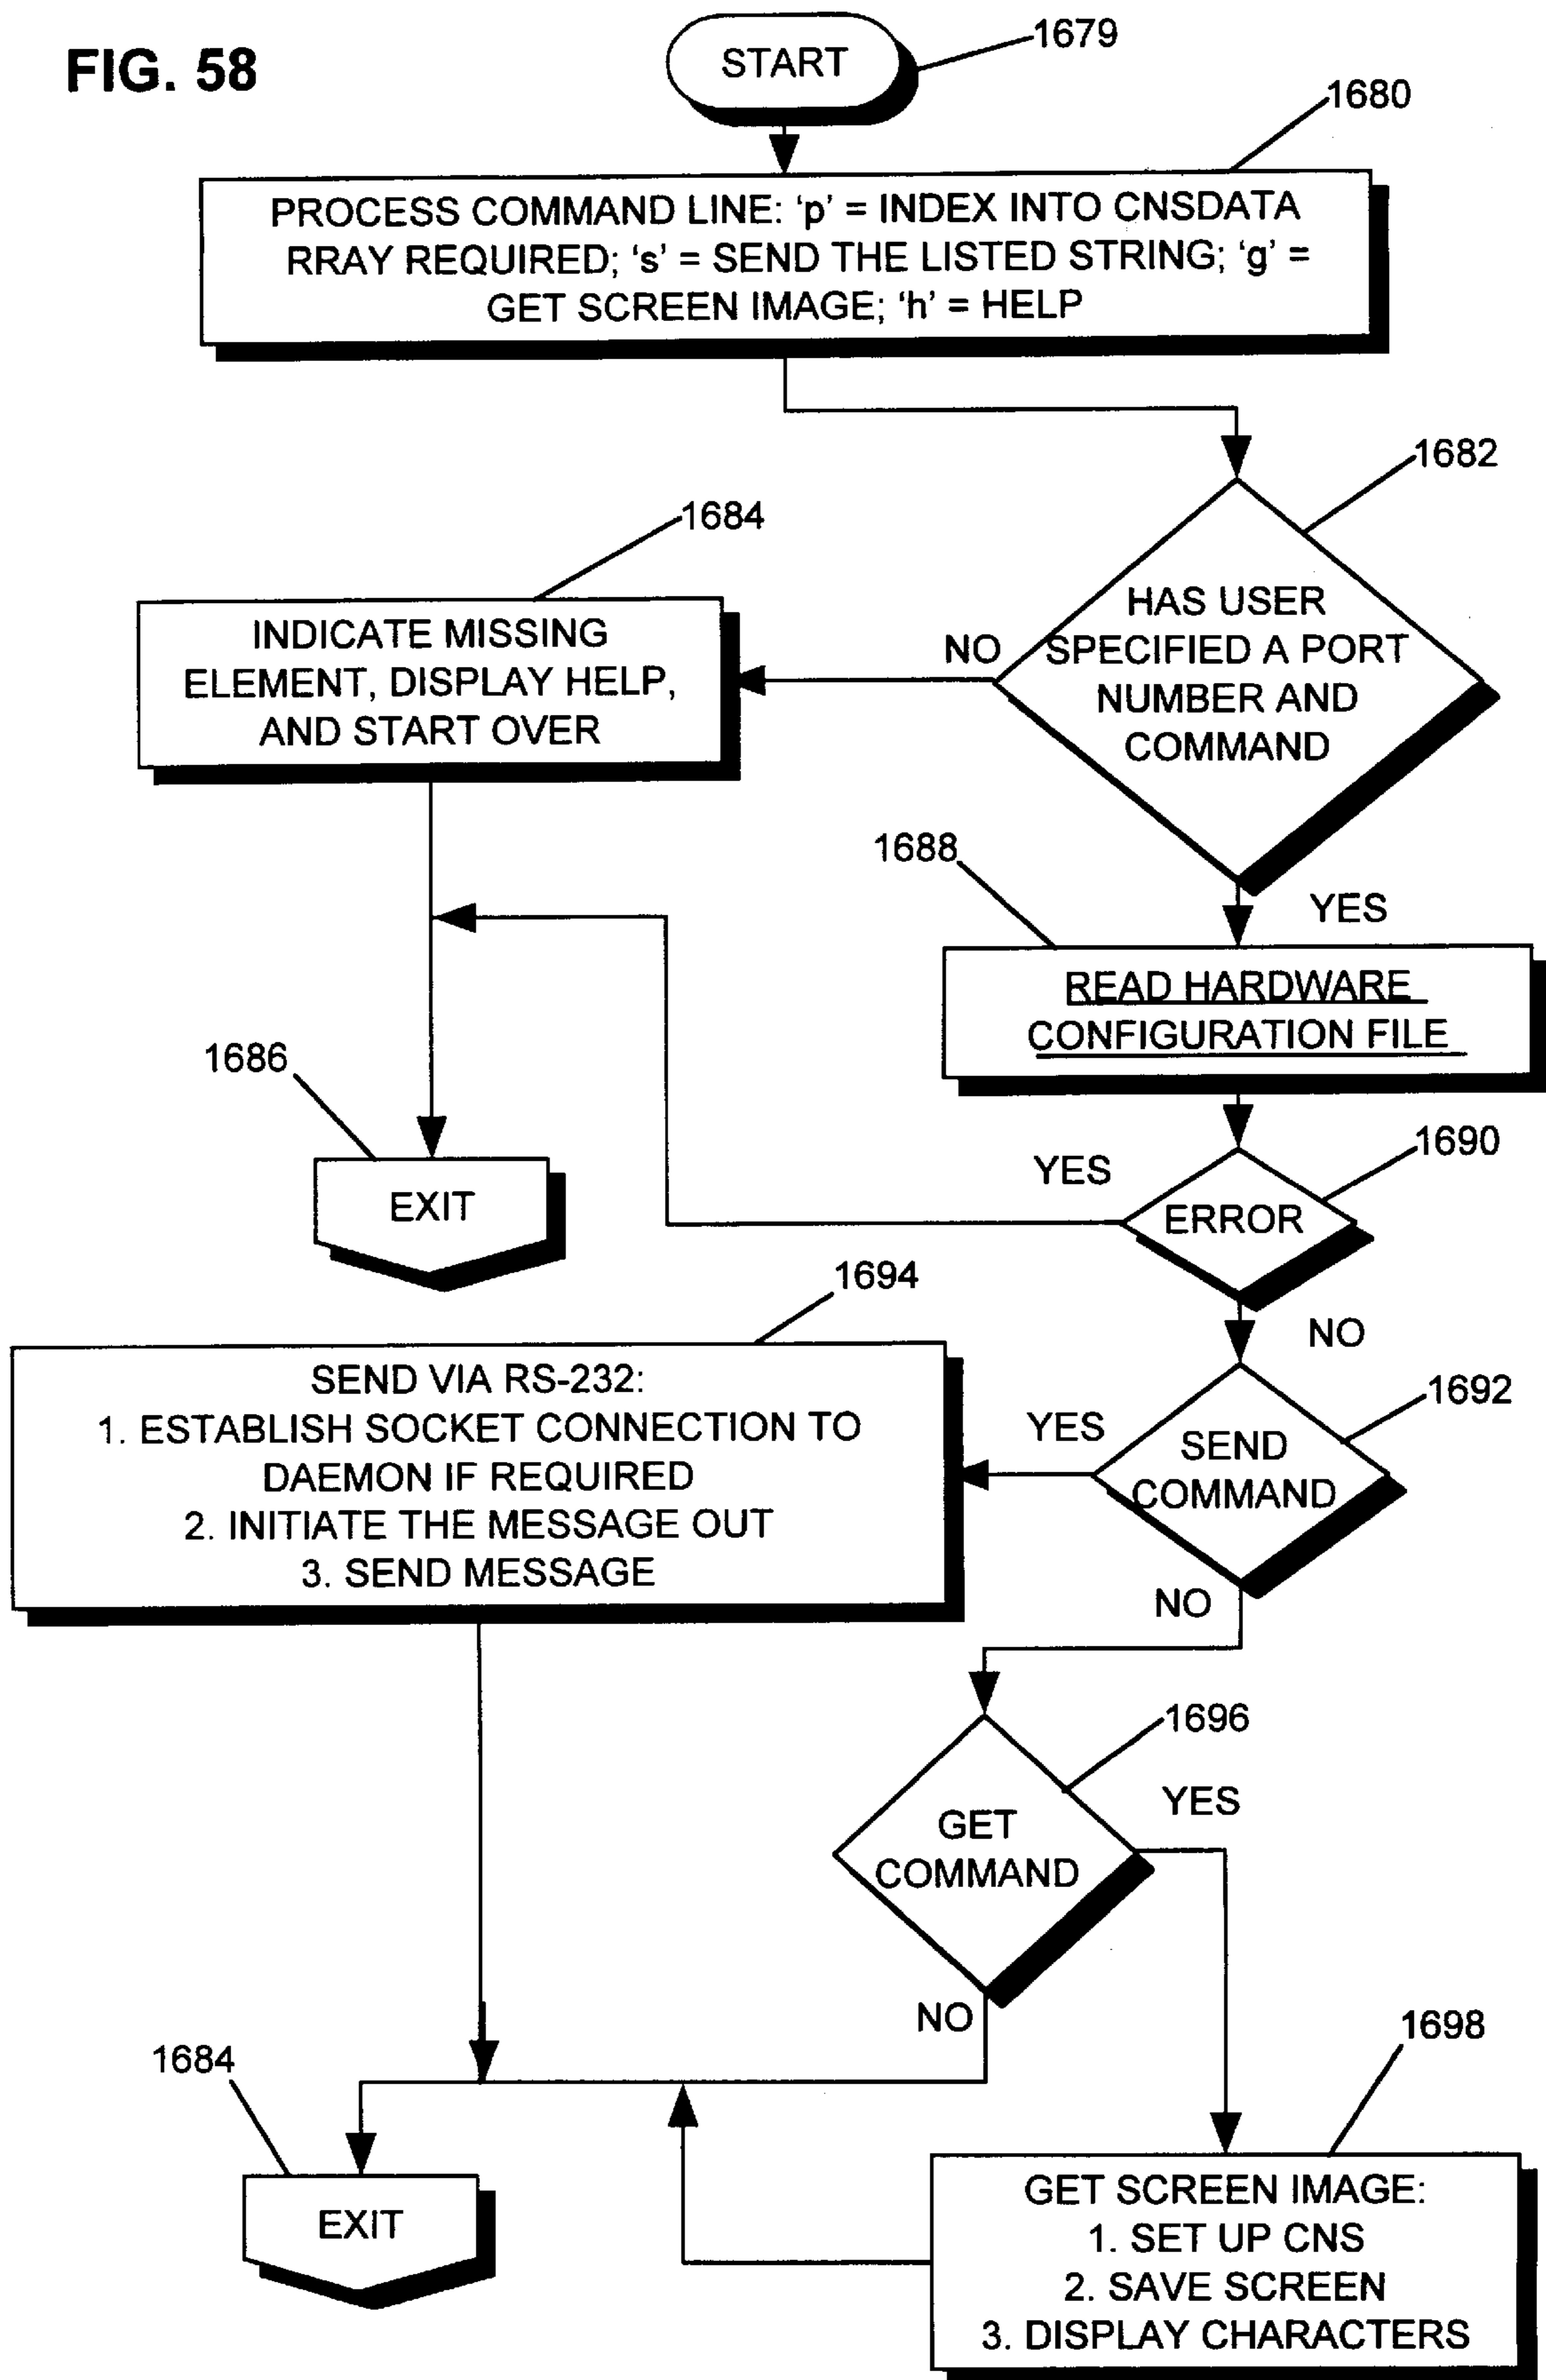 FIG. 58
START
1679
1680
PROCESS COMMAND LINE: ‘p’ = INDEX INTO CNSDATA
RRAY REQUIRED; ‘s’ = SEND THE LISTED STRING; ‘g’ =
GET SCREEN IMAGE; ‘h’ = HELP
1682
1684
HAS USER
SPECIFIED A PORT
NUMBER AND
COMMAND
NO
INDICATE MISSING
ELEMENT, DISPLAY HELP,
AND START OVER
1688
YES
READ HARDWARE
CONFIGURATION FILE
1686
EXIT
1690
YES
ERROR
NO
1694
1692
SEND VIA RS-232:
1. ESTABLISH SOCKET CONNECTION TO
DAEMON IF REQUIRED
2. INITIATE THE MESSAGE OUT
3. SEND MESSAGE
YES
SEND
COMMAND
NO
1696
YES
GET
COMMAND
NO
1684
EXIT
1698
GET SCREEN IMAGE:
1. SET UP CNS
2. SAVE SCREEN
3. DISPLAY CHARACTERS